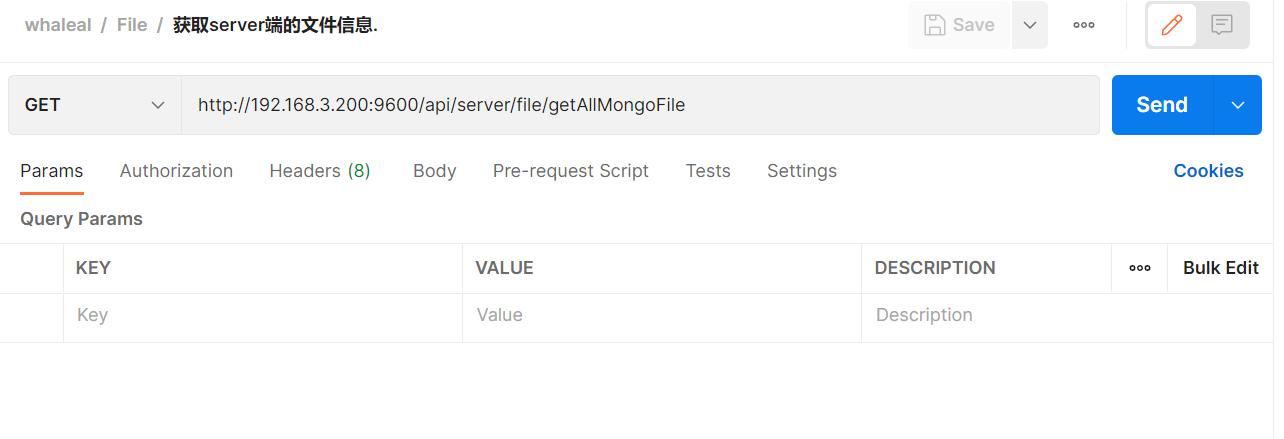 whaleal / File / 获取server端的文件信息.
Save
GET
http://192.168.3.200:9600/api/server/file/getAllMongoFile
Send
Params Authorization Headers (8) Body Pre-request Script Tests Settings Cookies
Query Params
KEY VALUE DESCRIPTION Bulk Edit
Key Value Description